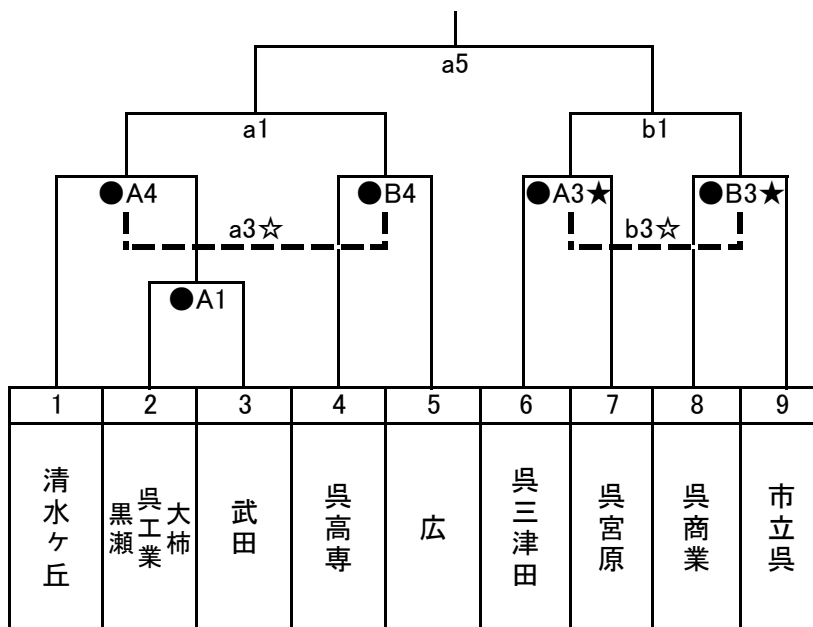 a5
a1 b1
●A4 ●B4 ●A3★ ●B3★
a3☆ b3☆
●A1
1 2 3 4 5 6 7 8 9
清水ケ丘
大柿
呉工業
黒瀬
武田
呉高専
広
呉三津田
呉宮原
呉商業
市立呉